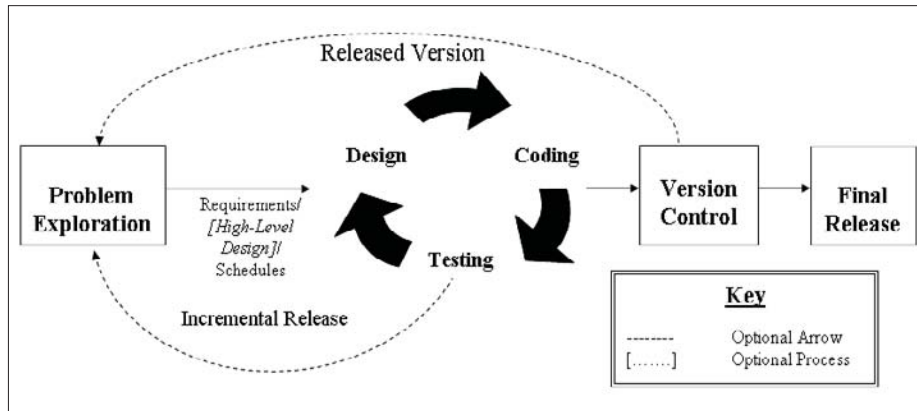 Released Version
Design
Coding
Problem
Exploration
Requirements/
[High-Level
Design]/
Schedules
Version
Control
Final
Release
Testing
Incremental Release
Key
------- Optional Arrow
[.......] Optional Process